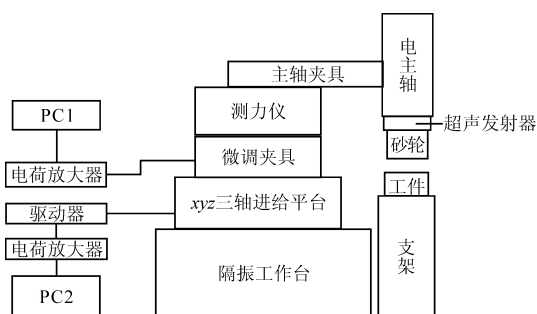 电主轴
主轴夹具
PC1
测力仪
超声发射器
砂轮
微调夹具
电荷放大器
工件
xyz三轴进给平台
驱动器
电荷放大器
支架
隔振工作台
PC2